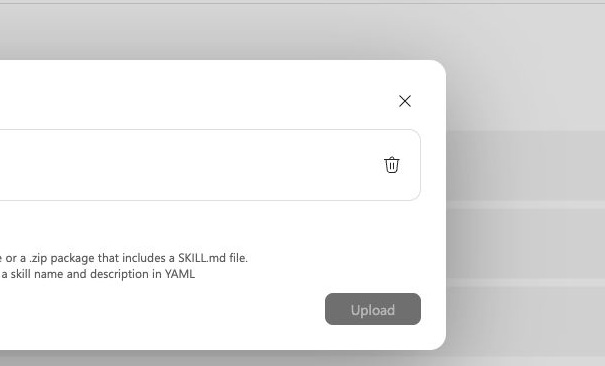 or a .zip package that includes a SKILL.md file.
a skill name and description in YAML
Upload